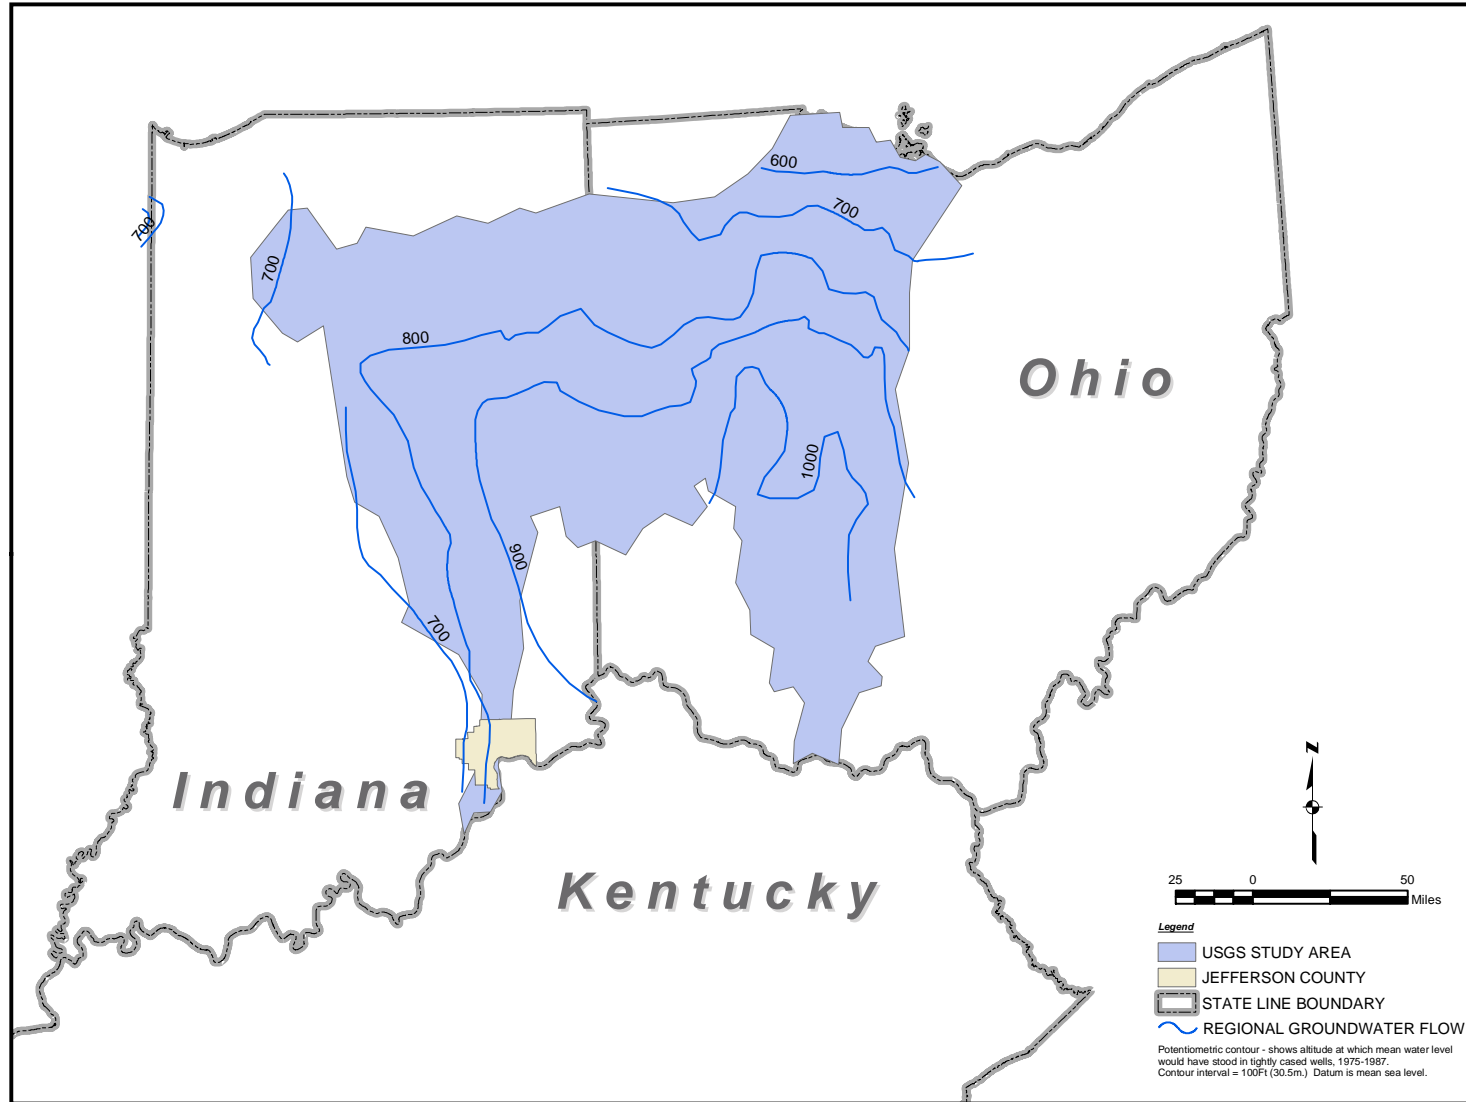 600
700
700
700
800
1000
900
700
Ohio
Indiana
Kentucky
N
25 0 50
Miles
Legend
USGS STUDY AREA
JEFFERSON COUNTY
STATE LINE BOUNDARY
REGIONAL GROUNDWATER FLOW
Potentiometric contour - shows altitude at which mean water level
would have stood in tightly cased wells, 1975-1987.
Contour interval = 100Ft (30.5m.) Datum is mean sea level.